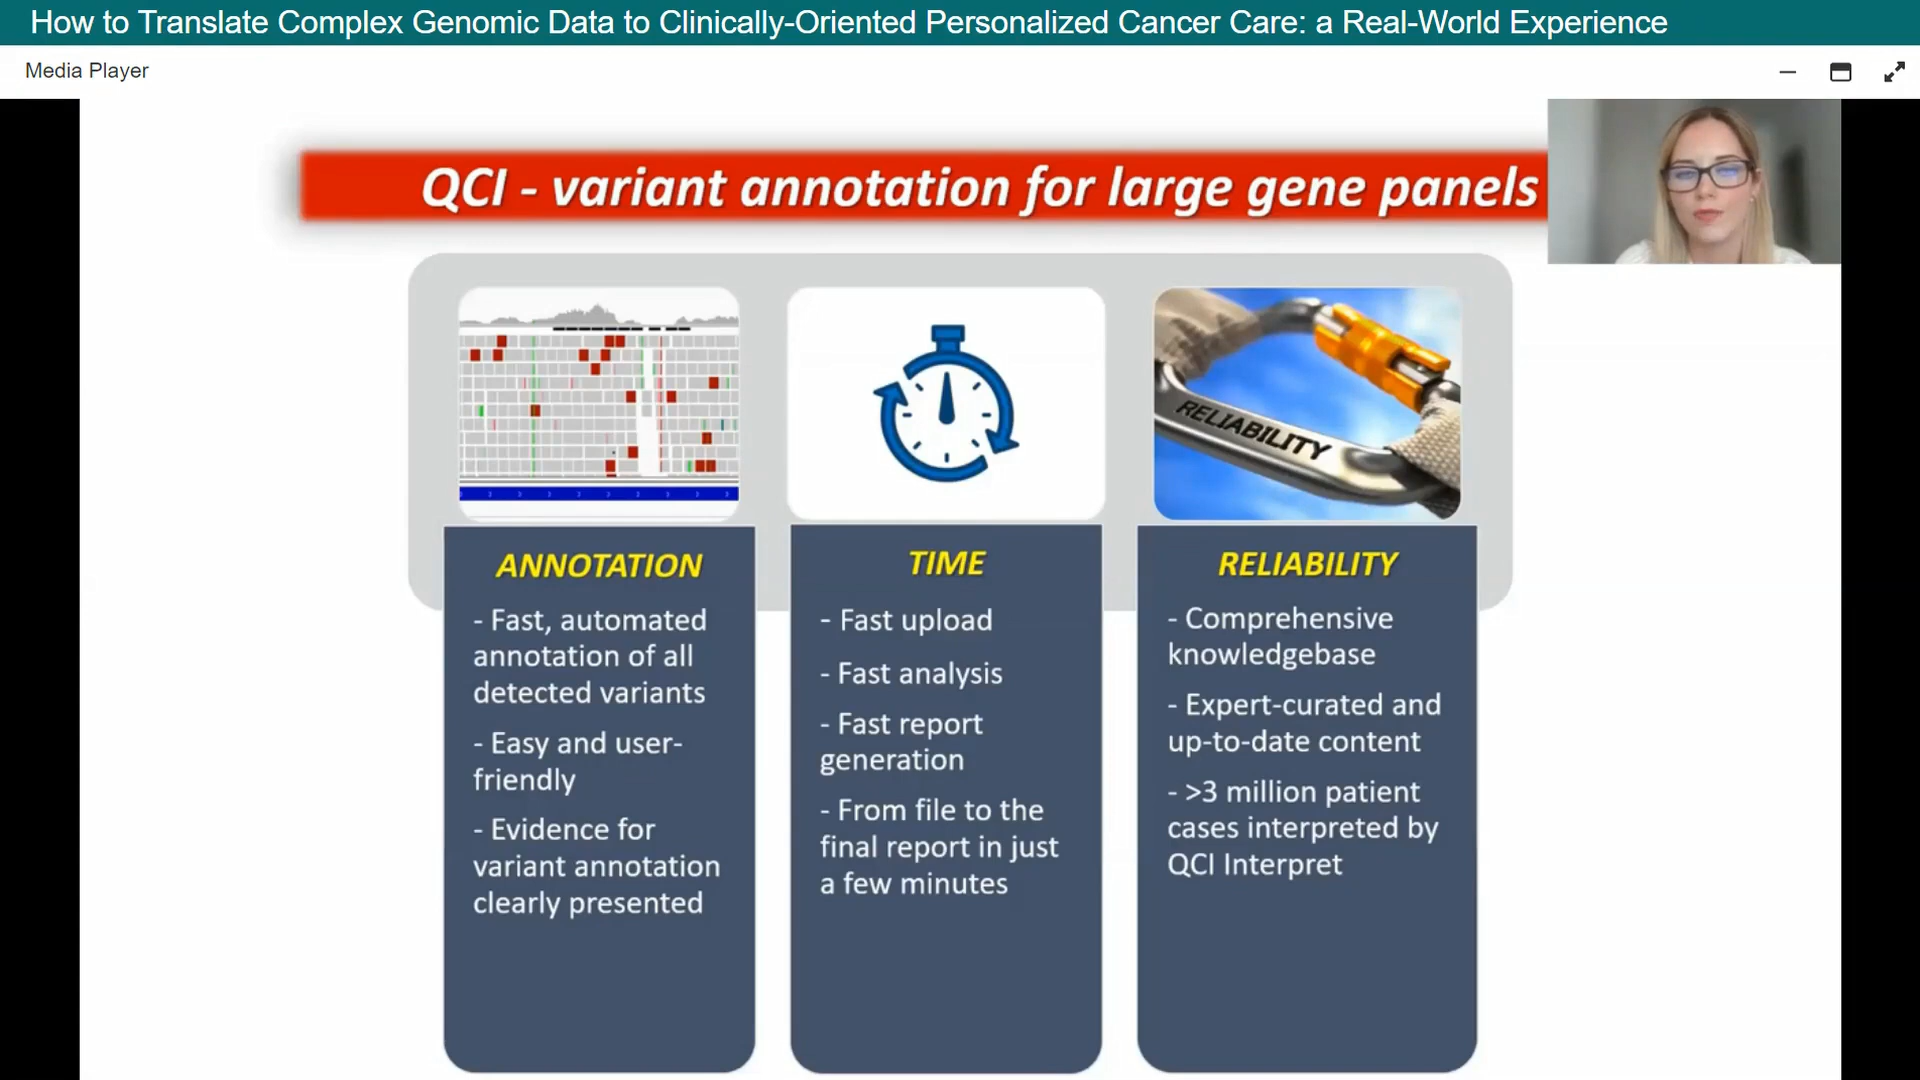 How to Translate Complex Genomic Data to Clinically-Oriented Personalized Cancer Care: a Real-World Experience
Media Player
QCI - variant annotation for large gene panels
RELIABILITY
ANNOTATION
- Fast, automated
annotation of all
detected variants
- Easy and user-
friendly
- Evidence for
variant annotation
clearly presented
TIME
- Fast upload
- Fast analysis
- Fast report
generation
- From file to the
final report in just
a few minutes
RELIABILITY
- Comprehensive
knowledgebase
- Expert-curated and
up-to-date content
- >3 million patient
cases interpreted by
QCI Interpret